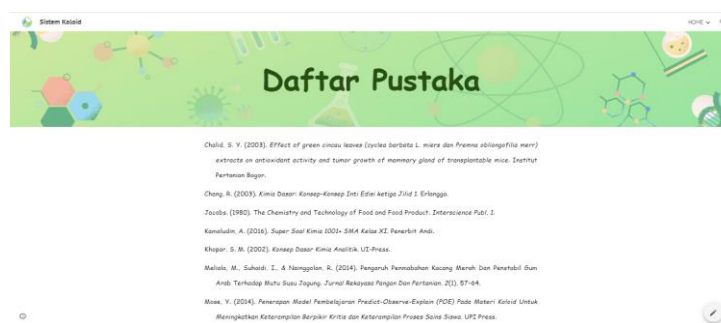 Sistem Koloid
HOME
Daftar Pustaka
Chalid, S. Y. (2003). Effect of green cincau leaves (cyclea barbata L. miers dan Premna oblongifilia merr)
extracts on antioxidant activity and tumor growth of mammary gland of transplantable mice. Institut
Pertanian Bogor.
Chang, R. (2003). Kimia Dasar: Konsep-Konsep Inti Edisi ketiga Jilid 1. Erlangga.
Jacobs. (1980). The Chemistry and Technology of Food and Food Product. Interscience Publ. 1.
Kamaludin, A. (2016). Super Soal Kimia 1001+ SMA Kelas XI. Penerbit Andi.
Khopar, S. M. (2002). Konsep Dasar Kimia Analitik. UI-Press.
Meliala, M., Suhaidi, I., & Nainggolan, R. (2014). Pengaruh Pennabahan Kacang Merah Dan Penstabil Gum
Arab Terhadap Mutu Susu Jagung. Jurnal Rekayasa Pangan Dan Pertanian. 2(1), 57-64.
Mose, Y. (2014). Penerapan Model Pembelajaran Predict-Observe-Explain (POE) Pada Materi Koloid Untuk
Meningkatkan Keterampilan Berpikir Kritis dan Keterampilan Proses Sains Siswa. UPI Press.